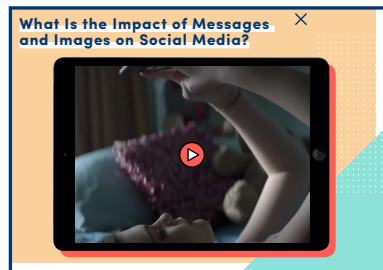 What Is the Impact of Messages
and Images on Social Media?